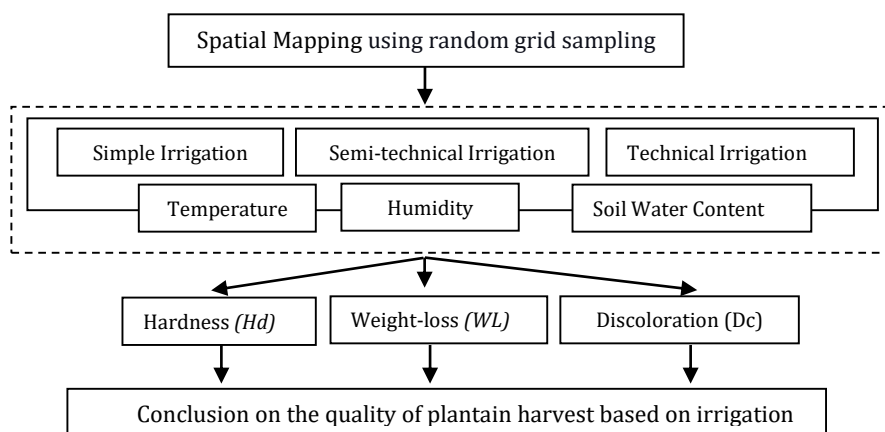 Spatial Mapping using random grid sampling
Simple Irrigation
Semi-technical Irrigation
Technical Irrigation
Temperature
Humidity
Soil Water Content
Hardness (Hd)
Weight-loss (WL)
Discoloration (Dc)
Conclusion on the quality of plantain harvest based on irrigation